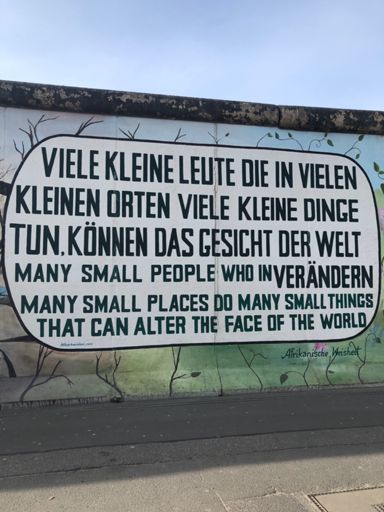 VIELE KLEINE LEUTE DIE IN VIELEN
KLEINEN ORTEN VIELE KLEINE DINGE
TUN, KÖNNEN DAS GESICHT DER WELT
VERÄNDERN
MANY SMALL PEOPLE WHO IN
MANY SMALL PLACES DO MANY SMALL THINGS
THAT CAN ALTER THE FACE OF THE WORLD
Afrikanische Weisheit